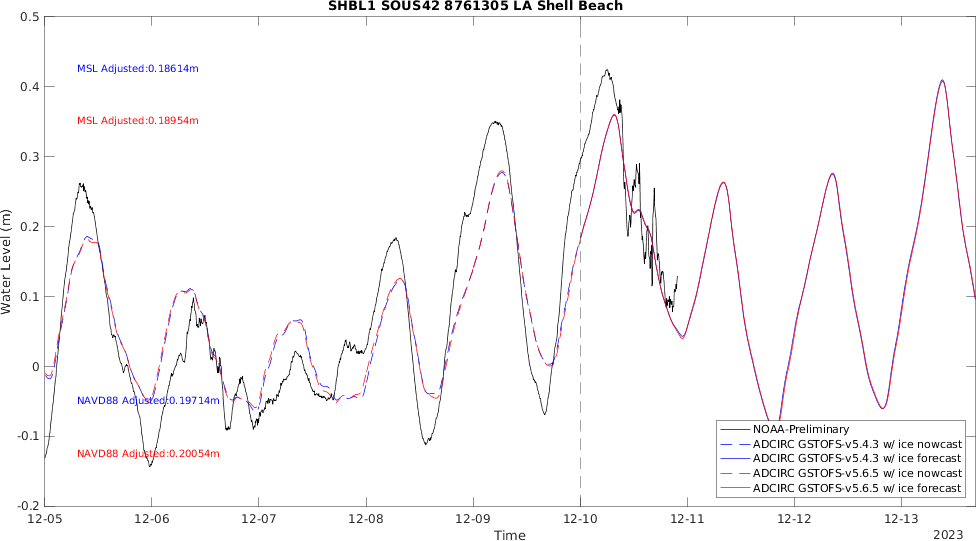 SHBL1 SOUS42 8761305 LA Shell Beach
0.5
0.4
0.3
0.2
0.1
0
-0.1
-0.2
Water Level (m)
MSL Adjusted:0.18614m
MSL Adjusted:0.18954m
NAVD88 Adjusted:0.19714m
NAVD88 Adjusted:0.20054m
NOAA-Preliminary
ADCIRC GSTOFS-v5.4.3 w/ ice nowcast
ADCIRC GSTOFS-v5.4.3 w/ ice forecast
ADCIRC GSTOFS-v5.6.5 w/ ice nowcast
ADCIRC GSTOFS-v5.6.5 w/ ice forecast
12-05 12-06 12-07 12-08 12-09 12-10 12-11 12-12 12-13
Time
2023